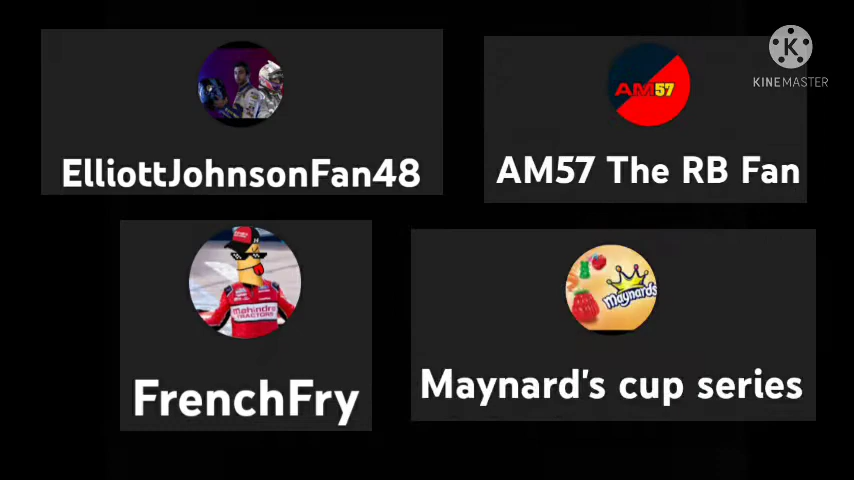 K
KINEMASTER
ElliottJohnsonFan48
AM57
AM57 The RB Fan
mahindra
TRACTORS
FrenchFry
maynards
Maynard's cup series